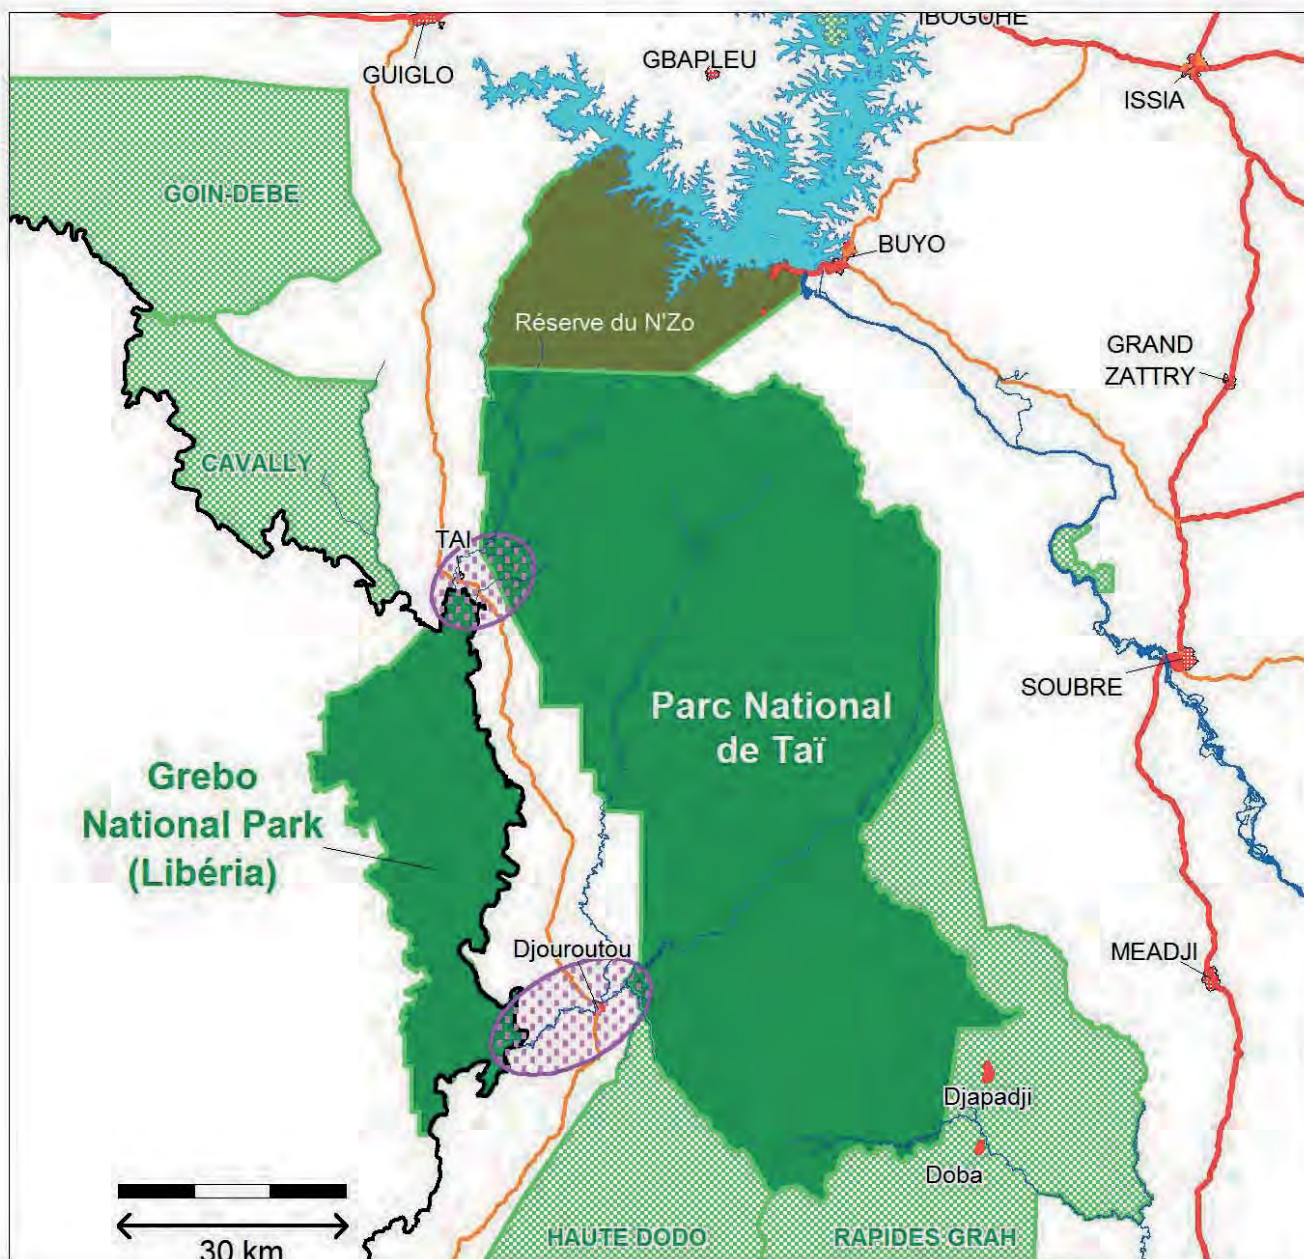 IBOGUHE
GUIGLO
GBAPLEU
ISSIA
GOIN-DEBE
BUYO
Réserve du N'Zo
GRAND
ZATTRY
CAVALLY
TAI
SOUBRE
Parc National
de Taï
Grebo
National Park
(Libéria)
Djouroutou
MEADJI
Djapadji
Doba
HAUTE DODO
RAPIDES GRAH
30 km